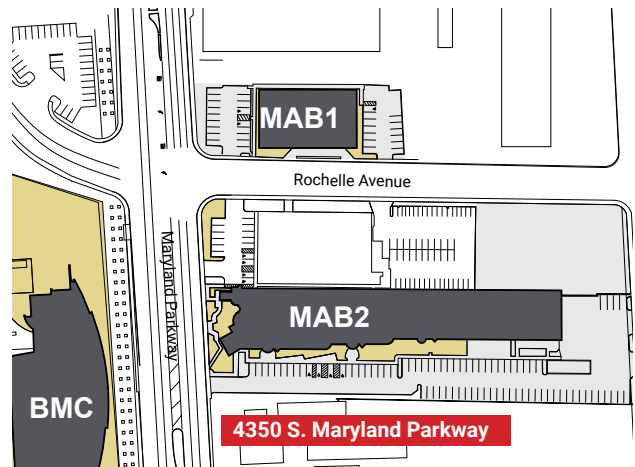 MAB1
Rochelle Avenue
Maryland Parkway
MAB2
BMC
4350 S. Maryland Parkway